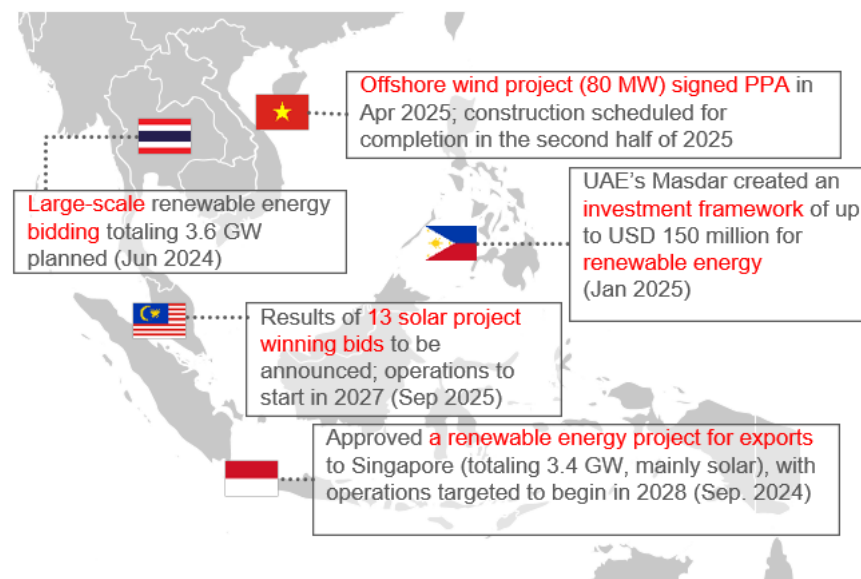 Offshore wind project (80 MW) signed PPA in
Apr 2025; construction scheduled for
completion in the second half of 2025
Large-scale renewable energy
bidding totaling 3.6 GW
planned (Jun 2024)
UAE’s Masdar created an
investment framework of up
to USD 150 million for
renewable energy
(Jan 2025)
Results of 13 solar project
winning bids to be
announced; operations to
start in 2027 (Sep 2025)
Approved a renewable energy project for exports
to Singapore (totaling 3.4 GW, mainly solar), with
operations targeted to begin in 2028 (Sep. 2024)